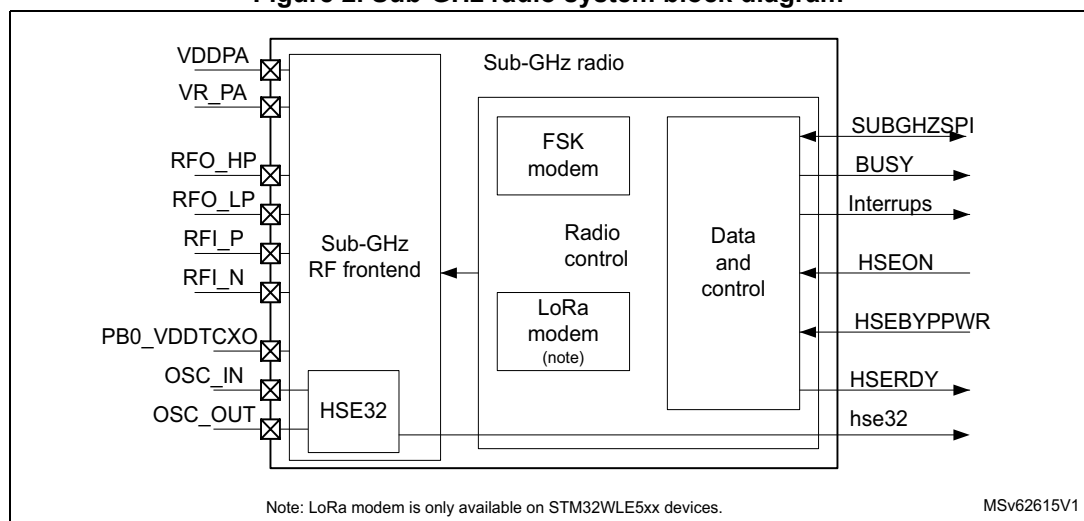 Figure 2. Sub-GHz radio system block diagram
VDDPA
VR_PA
RFO_HP
RFO_LP
RFI_P
RFI_N
PB0_VDDTCXO
OSC_IN
OSC_OUT
Sub-GHz
RF frontend
HSE32
Sub-GHz radio
FSK
modem
Radio
control
LoRa
modem
(note)
Data
and
control
SUBGHZSPI
BUSY
Interrups
HSEON
HSEBYPPWR
HSERDY
hse32
Note: LoRa modem is only available on STM32WLE5xx devices.
MSv62615V1